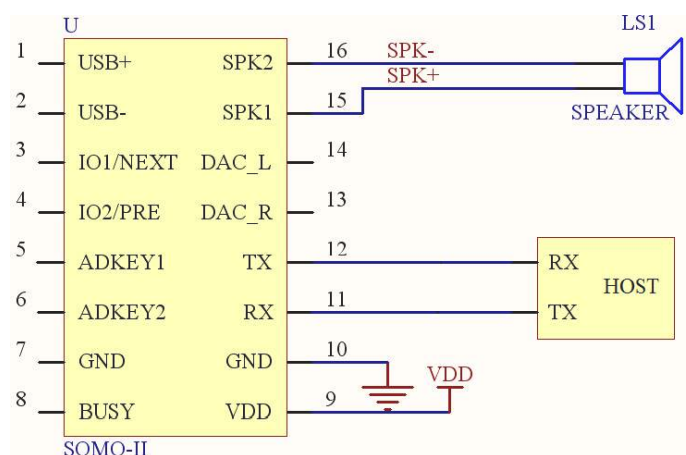 U
LS1
1 USB+ SPK2 16 SPK-
SPK+
2 USB- SPK1 15 SPEAKER
3 IO1/NEXT DAC_L 14
4 IO2/PRE DAC_R 13
5 ADKEY1 TX 12 RX
HOST
6 ADKEY2 RX 11 TX
7 GND GND 10
VDD
8 BUSY VDD 9
SOMO-II